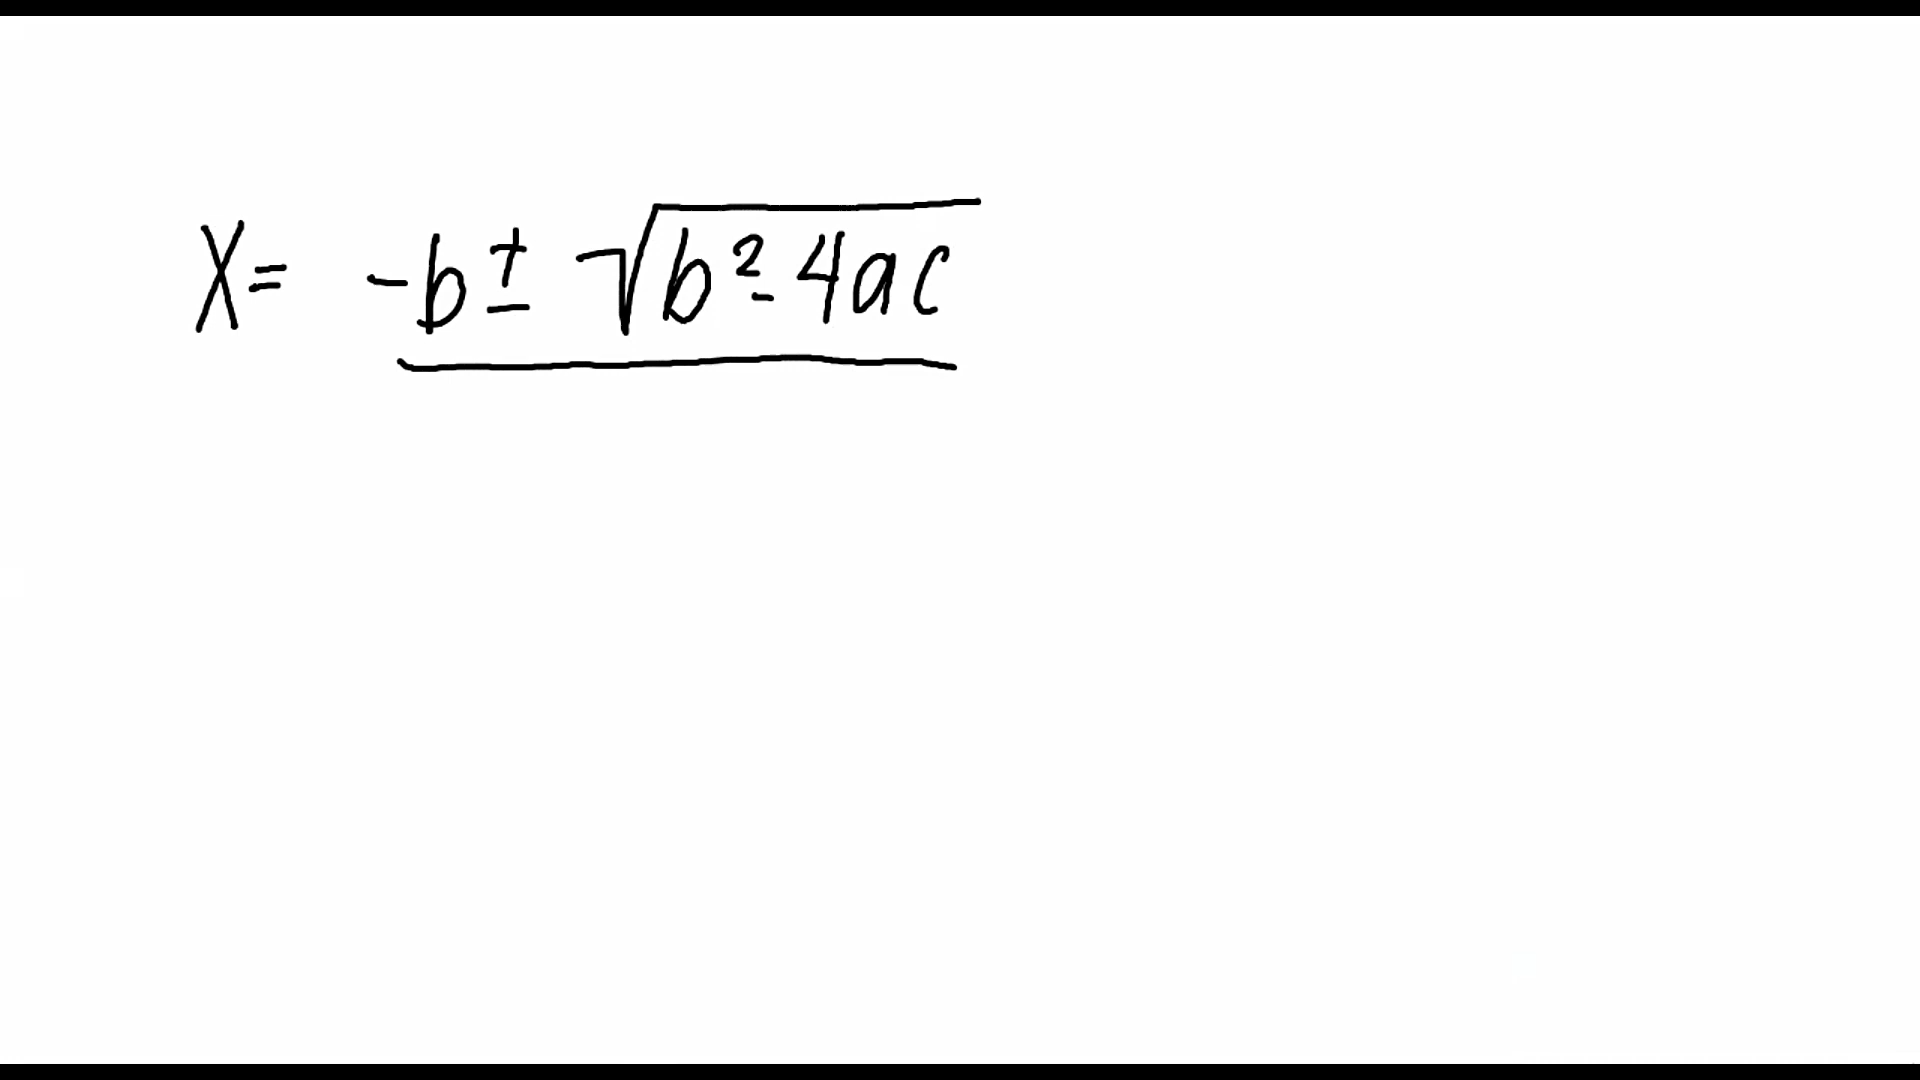 X= -b ± √b²-4ac